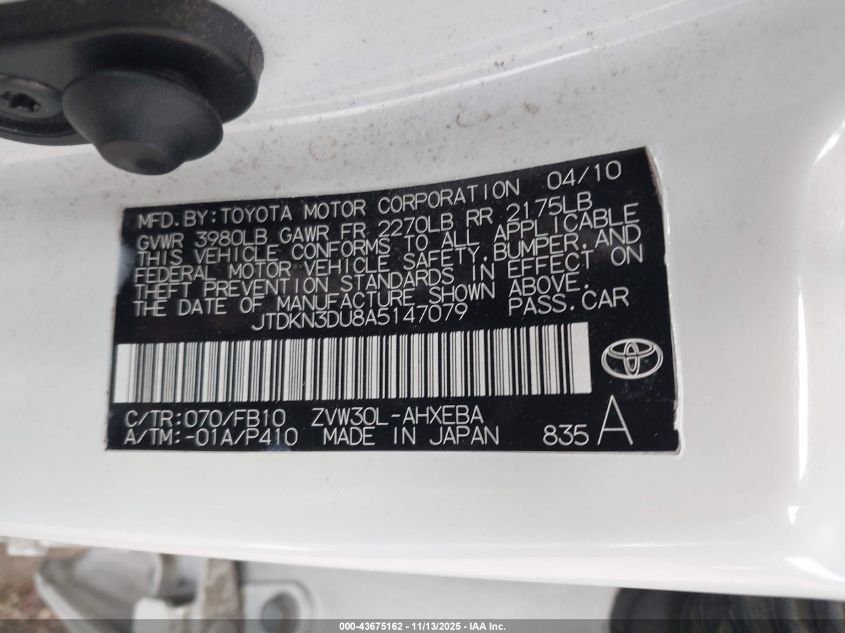 MFD. BY: TOYOTA MOTOR CORPORATION 04/10
GVWR 3980LB GAWR FR 2270LB RR 2175LB
THIS VEHICLE CONFORMS TO ALL APPLICABLE
FEDERAL MOTOR VEHICLE SAFETY, BUMPER, AND
THEFT PREVENTION STANDARDS IN EFFECT ON
THE DATE OF MANUFACTURE SHOWN ABOVE.
JTDKN3DU8A5147079 PASS. CAR
C/TR: 070/FB10 ZVW30L-AHXEBA
A/TM: -01A/P410 MADE IN JAPAN 835 A
000-43675162 - 11/13/2025 - IAA Inc.